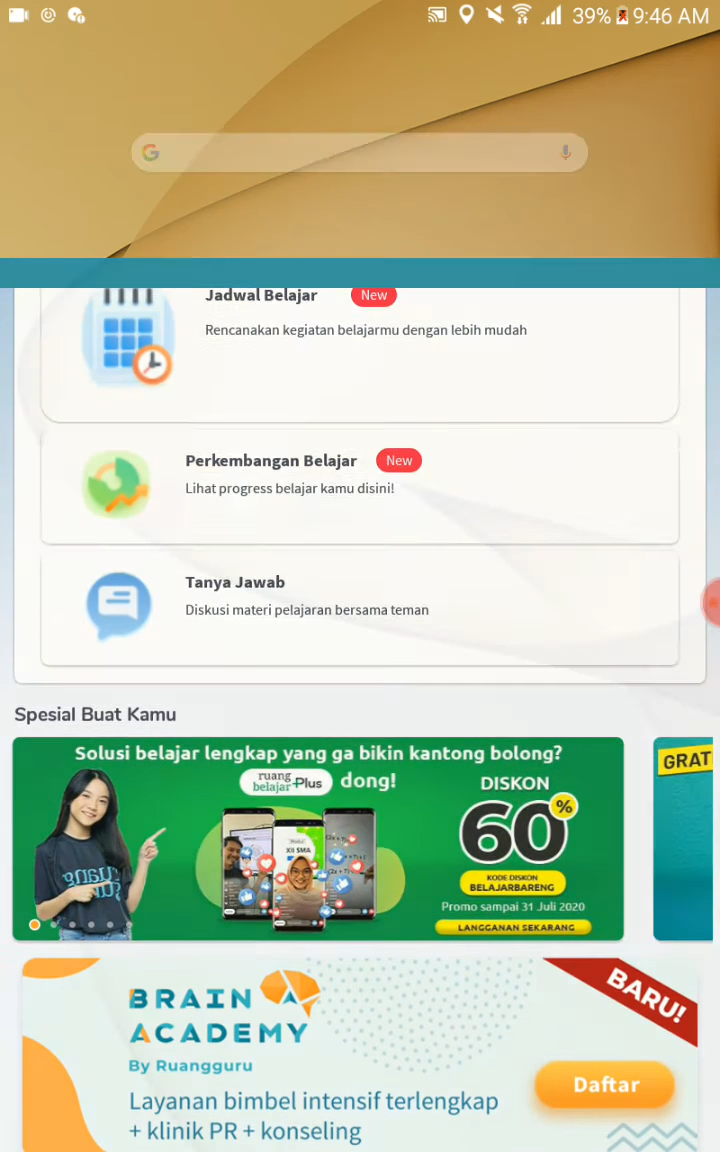 39% 9:46 AM
Jadwal Belajar New
Rencanakan kegiatan belajarmu dengan lebih mudah
Perkembangan Belajar New
Lihat progress belajar kamu disini!
Tanya Jawab
Diskusi materi pelajaran bersama teman
Spesial Buat Kamu
Solusi belajar lengkap yang ga bikin kantong bolong?
ruang belajar Plus dong!
DISKON
60%
KODE DISKON
BELAJARBARENG
Promo sampai 31 Juli 2020
LANGGANAN SEKARANG
XII SMA
GRAT
BRAIN
ACADEMY
By Ruangguru
BARU!
Daftar
Layanan bimbel intensif terlengkap
+ klinik PR + konseling